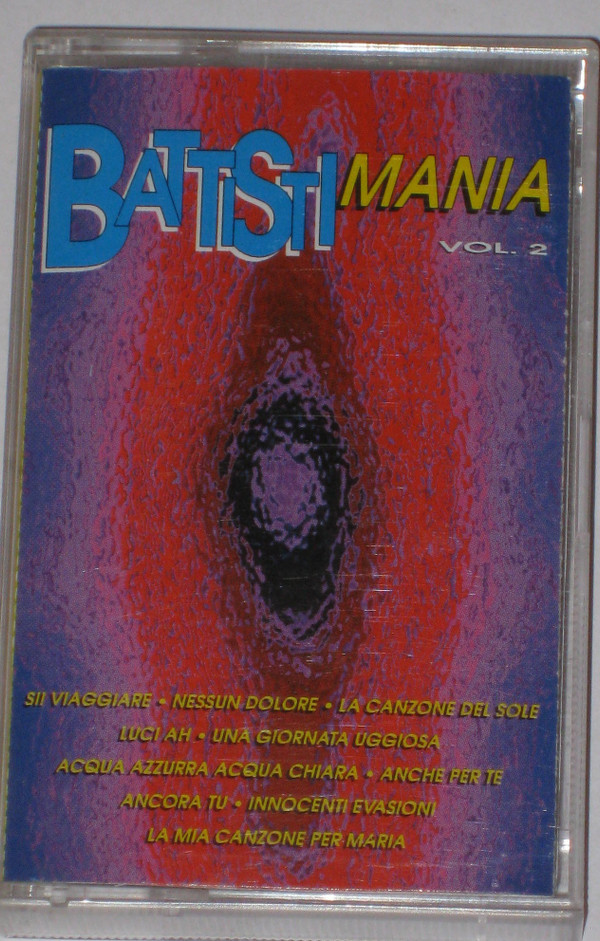 BATTISTI MANIA
VOL. 2
SII VIAGGIARE • NESSUN DOLORE • LA CANZONE DEL SOLE
LUCI AH • UNA GIORNATA UGGIOSA
ACQUA AZZURRA ACQUA CHIARA • ANCHE PER TE
ANCORA TU • INNOCENTI EVASIONI
LA MIA CANZONE PER MARIA